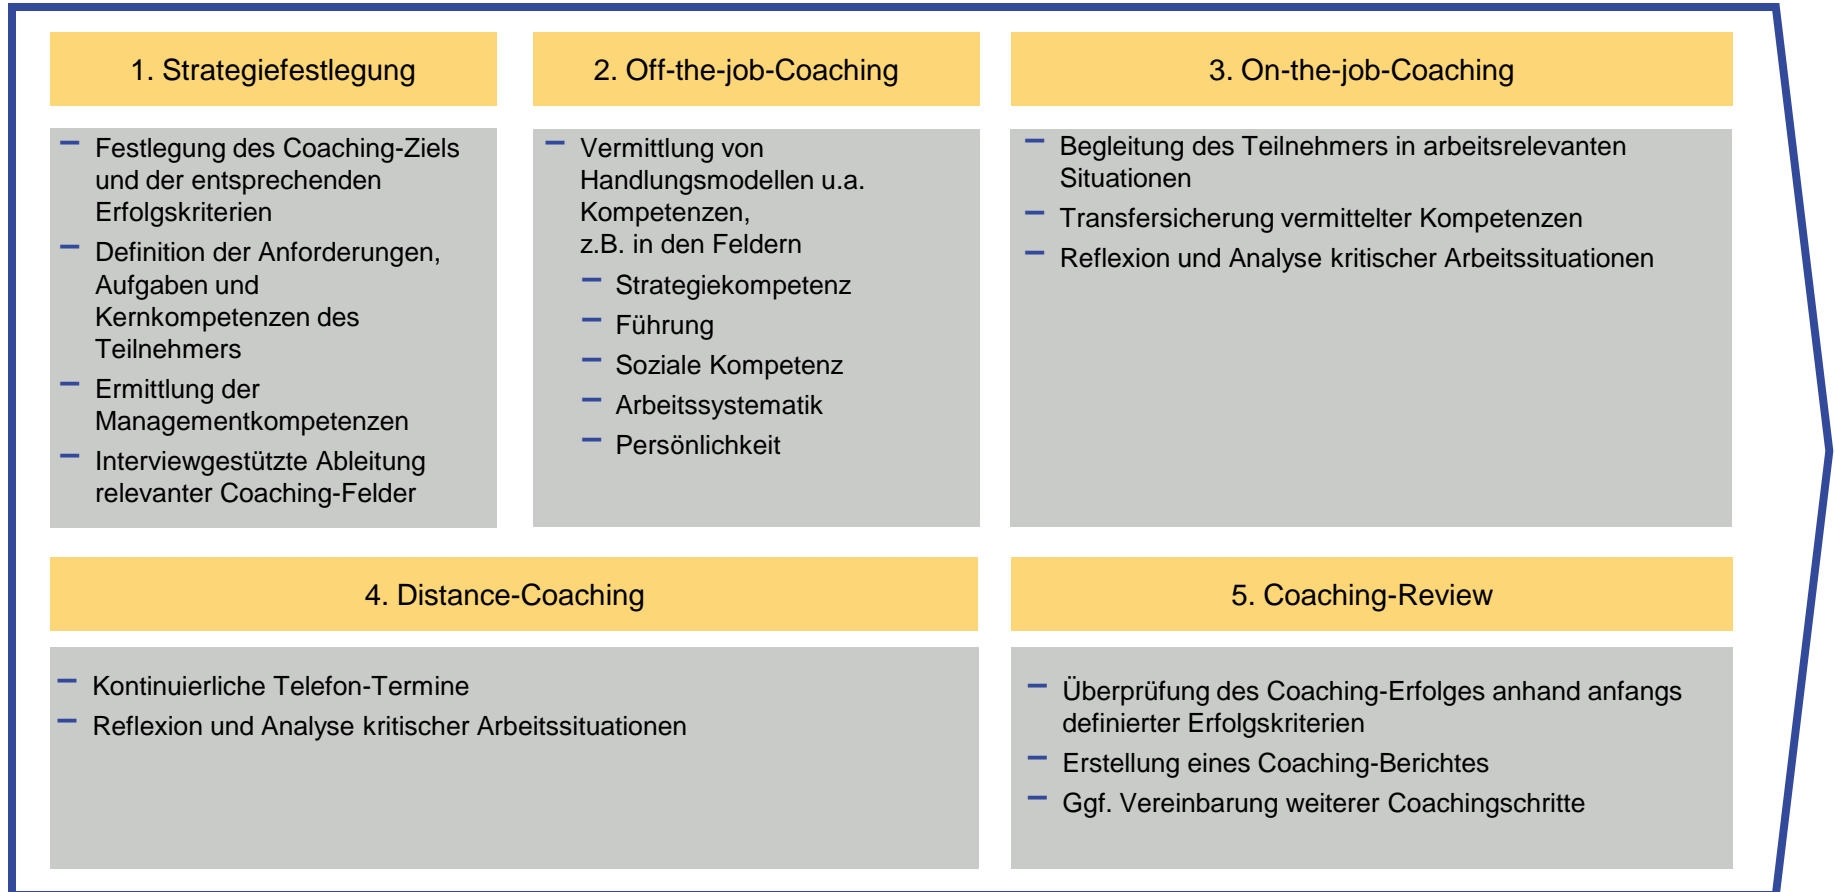 1. Strategiefestlegung
– Festlegung des Coaching-Ziels
und der entsprechenden
Erfolgskriterien
– Definition der Anforderungen,
Aufgaben und
Kernkompetenzen des
Teilnehmers
– Ermittlung der
Managementkompetenzen
– Interviewgestützte Ableitung
relevanter Coaching-Felder
2. Off-the-job-Coaching
– Vermittlung von
Handlungsmodellen u.a.
Kompetenzen,
z.B. in den Feldern
– Strategiekompetenz
– Führung
– Soziale Kompetenz
– Arbeitssystematik
– Persönlichkeit
3. On-the-job-Coaching
– Begleitung des Teilnehmers in arbeitsrelevanten
Situationen
– Transfersicherung vermittelter Kompetenzen
– Reflexion und Analyse kritischer Arbeitssituationen
4. Distance-Coaching
– Kontinuierliche Telefon-Termine
– Reflexion und Analyse kritischer Arbeitssituationen
5. Coaching-Review
– Überprüfung des Coaching-Erfolges anhand anfangs
definierter Erfolgskriterien
– Erstellung eines Coaching-Berichtes
– Ggf. Vereinbarung weiterer Coachingschritte